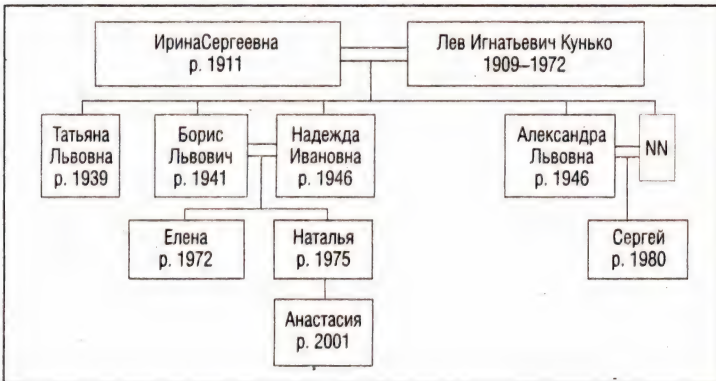 ИринаСергеевна
р. 1911
Лев Игнатьевич Кунько
1909–1972
Татьяна
Львовна
р. 1939
Борис
Львович
р. 1941
Надежда
Ивановна
р. 1946
Александра
Львовна
р. 1946
NN
Елена
р. 1972
Наталья
р. 1975
Сергей
р. 1980
Анастасия
р. 2001